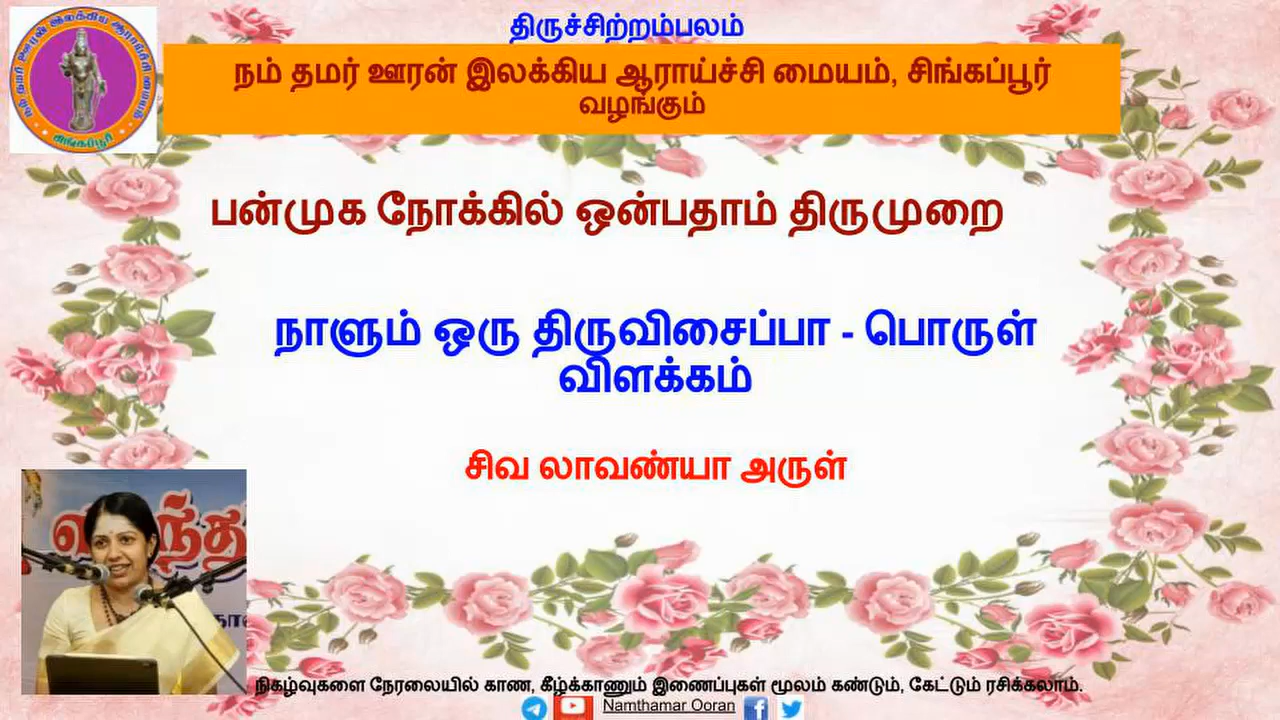 திருச்சிற்றம்பலம்
நம் தமர் ஊரன் இலக்கிய ஆராய்ச்சி மையம், சிங்கப்பூர்
வழங்கும்
பன்முக நோக்கில் ஒன்பதாம் திருமுறை
நாளும் ஒரு திருவிசைப்பா - பொருள்
விளக்கம்
சிவ லாவண்யா அருள்
நிகழ்வுகளை நேரலையில் காண, கீழ்க்காணும் இணைப்புகள் மூலம் கண்டும், கேட்டும் ரசிக்கலாம்.
Namthamar Ooran